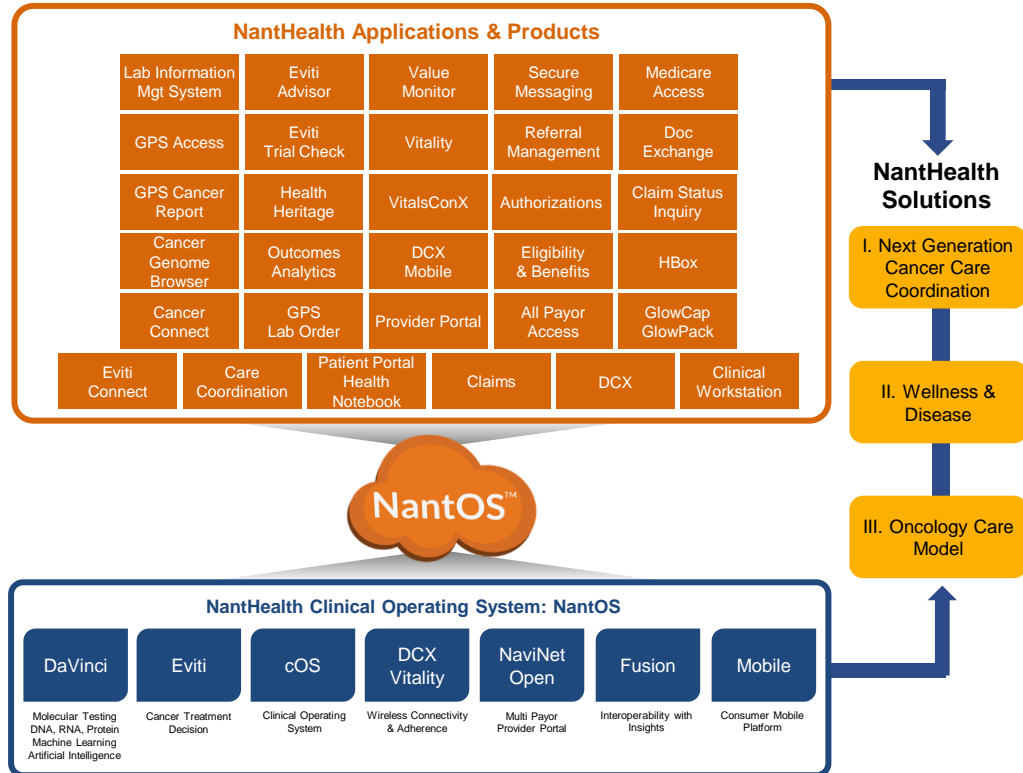 NantHealth Applications & Products
Lab Information
Mgt System
Eviti
Advisor
Value
Monitor
Secure
Messaging
Medicare
Access
GPS Access
Eviti
Trial Check
Vitality
Referral
Management
Doc
Exchange
GPS Cancer
Report
Health
Heritage
VitalsConX
Authorizations
Claim Status
Inquiry
Cancer
Genome
Browser
Outcomes
Analytics
DCX
Mobile
Eligibility
& Benefits
HBox
Cancer
Connect
GPS
Lab Order
Provider Portal
All Payor
Access
GlowCap
GlowPack
Eviti
Connect
Care
Coordination
Patient Portal
Health
Notebook
Claims
DCX
Clinical
Workstation
NantHealth
Solutions
I. Next Generation
Cancer Care
Coordination
II. Wellness &
Disease
III. Oncology Care
Model
NantOS™
NantHealth Clinical Operating System: NantOS
DaVinci
Molecular Testing
DNA, RNA, Protein
Machine Learning
Artificial Intelligence
Eviti
Cancer Treatment
Decision
cOS
Clinical Operating
System
DCX
Vitality
Wireless Connectivity
& Adherence
NaviNet
Open
Multi Payor
Provider Portal
Fusion
Interoperability with
Insights
Mobile
Consumer Mobile
Platform